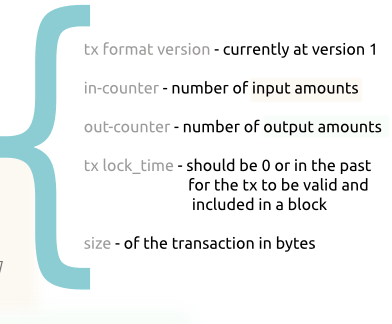 tx format version - currently at version 1
in-counter - number of input amounts
out-counter - number of output amounts
tx lock_time - should be 0 or in the past
for the tx to be valid and
included in a block
size - of the transaction in bytes